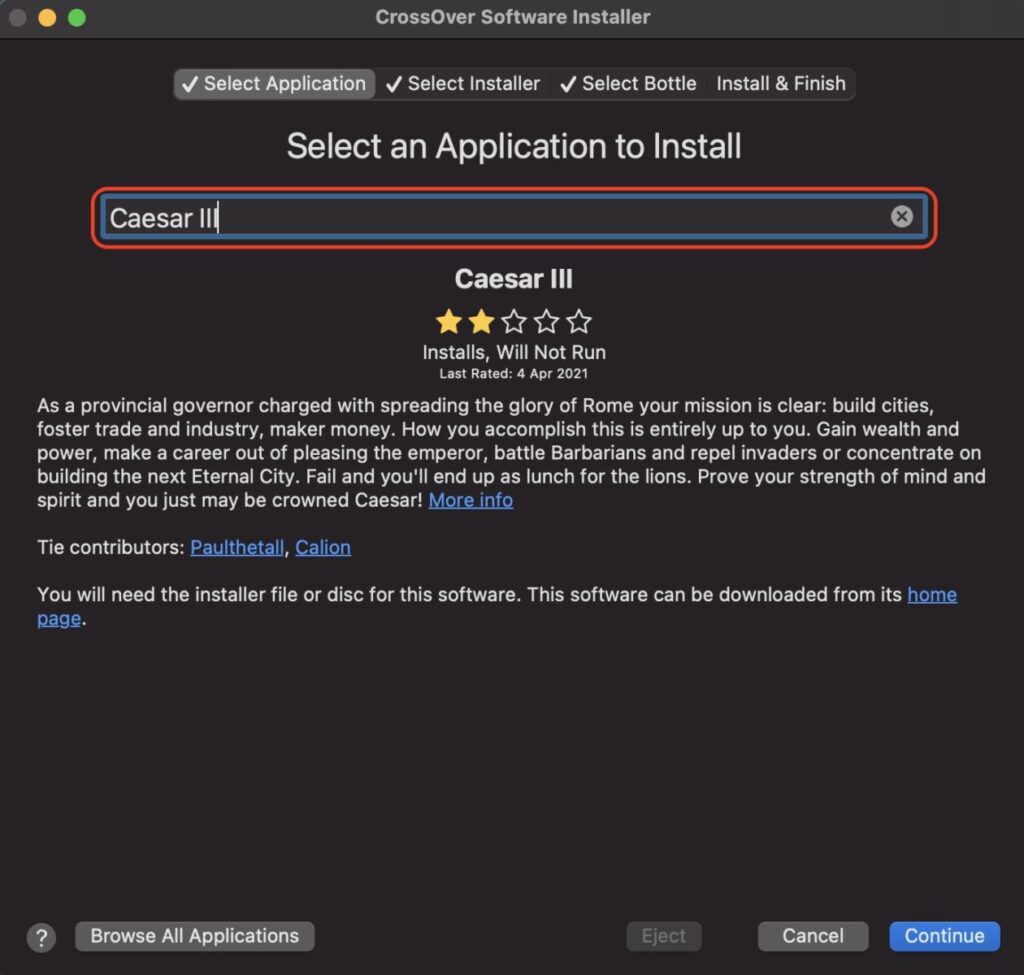 CrossOver Software Installer
✓ Select Application ✓ Select Installer ✓ Select Bottle Install & Finish
Select an Application to Install
Caesar III
Caesar III
Installs, Will Not Run
Last Rated: 4 Apr 2021
As a provincial governor charged with spreading the glory of Rome your mission is clear: build cities,
foster trade and industry, maker money. How you accomplish this is entirely up to you. Gain wealth and
power, make a career out of pleasing the emperor, battle Barbarians and repel invaders or concentrate on
building the next Eternal City. Fail and you'll end up as lunch for the lions. Prove your strength of mind and
spirit and you just may be crowned Caesar! More info
Tie contributors: Paulthetall, Calion
You will need the installer file or disc for this software. This software can be downloaded from its home
page.
? Browse All Applications Eject Cancel Continue